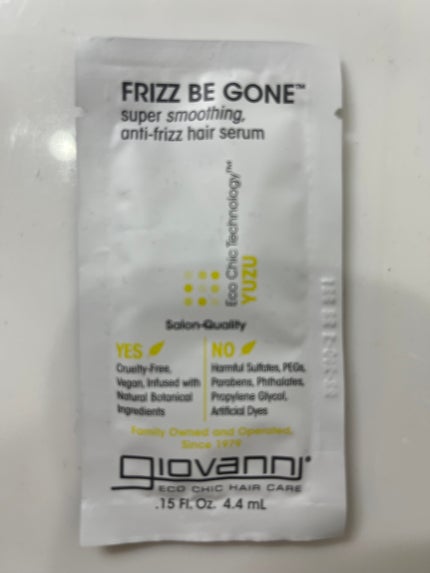 FRIZZ BE GONE™
super smoothing,
anti-frizz hair serum
Eco Chic Technology™
YUZU
Salon-Quality
YES
Cruelty-Free,
Vegan, Infused with
Natural Botanical
Ingredients
NO
Harmful Sulfates, PEGs,
Parabens, Phthalates,
Propylene Glycol,
Artificial Dyes
Family Owned and Operated,
Since 1979
giovanni®
ECO CHIC HAIR CARE
.15 Fl. Oz. 4.4 mL